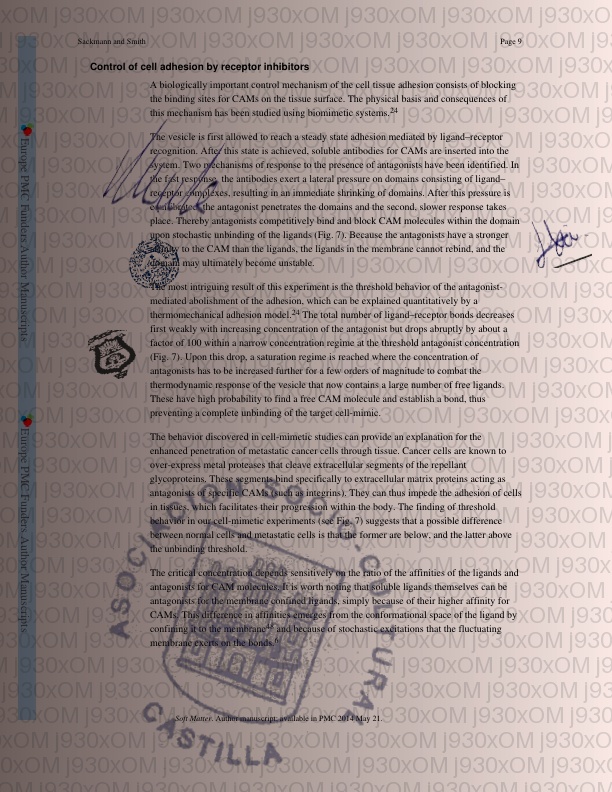 Sackmann and Smith
Page 9
Control of cell adhesion by receptor inhibitors
A biologically important control mechanism of the cell tissue adhesion consists of blocking
the binding sites for CAMs on the tissue surface. The physical basis and consequences of
this mechanism has been studied using biomimetic systems.24
The vesicle is first allowed to reach a steady state adhesion mediated by ligand–receptor
recognition. After this state is achieved, soluble antibodies for CAMs are inserted into the
system. Two mechanisms of response to the presence of antagonists have been identified. In
the fast response, the antibodies exert a lateral pressure on domains consisting of ligand–
receptor complexes, resulting in an immediate shrinking of domains. After this pressure is
the antagonist penetrates the domains and the second, slower response takes
place. Thereby antagonists competitively bind and block CAM molecules within the domain
upon stochastic unbinding of the ligands (Fig. 7). Because the antagonists have a stronger
affinity to the CAM than the ligands, the ligands in the membrane cannot rebind, and the
domain may ultimately become unstable.
The most intriguing result of this experiment is the threshold behavior of the antagonist-
mediated abolishment of the adhesion, which can be explained quantitatively by a
thermomechanical adhesion model.24 The total number of ligand–receptor bonds decreases
first weakly with increasing concentration of the antagonist but drops abruptly by about a
factor of 100 within a narrow concentration regime at the threshold antagonist concentration
(Fig. 7). Upon this drop, a saturation regime is reached where the concentration of
antagonists has to be increased further for a few orders of magnitude to combat the
thermodynamic response of the vesicle that now contains a large number of free ligands.
These have high probability to find a free CAM molecule and establish a bond, thus
preventing a complete unbinding of the target cell-mimic.
The behavior discovered in cell-mimetic studies can provide an explanation for the
enhanced penetration of metastatic cancer cells through tissue. Cancer cells are known to
over-express metal proteases that cleave extracellular segments of the repellant
glycoproteins. These segments bind specifically to extracellular matrix proteins acting as
antagonists of specific CAMs (such as integrins). They can thus impede the adhesion of cells
in tissues, which facilitates their progression within the body. The finding of threshold
behavior in our cell-mimetic experiments (see Fig. 7) suggests that a possible difference
between normal cells and metastatic cells is that the former are below, and the latter above
the unbinding threshold.
The critical concentration depends sensitively on the ratio of the affinities of the ligands and
antagonists for CAM molecules. It is worth noting that soluble ligands themselves can be
antagonists for the membrane confined ligands, simply because of their higher affinity for
CAMs. This difference in affinities emerges from the conformational space of the ligand by
confining it to the membrane and because of stochastic excitations that the fluctuating
membrane exerts on the bonds.
Soft Matter. Author manuscript; available in PMC 2014 May 21.
Europe PMC Funders Author Manuscripts
Europe PMC Funders Author Manuscripts
ASOCIACION SOCIO-CULTURAL
CASTILLA
J930xOM